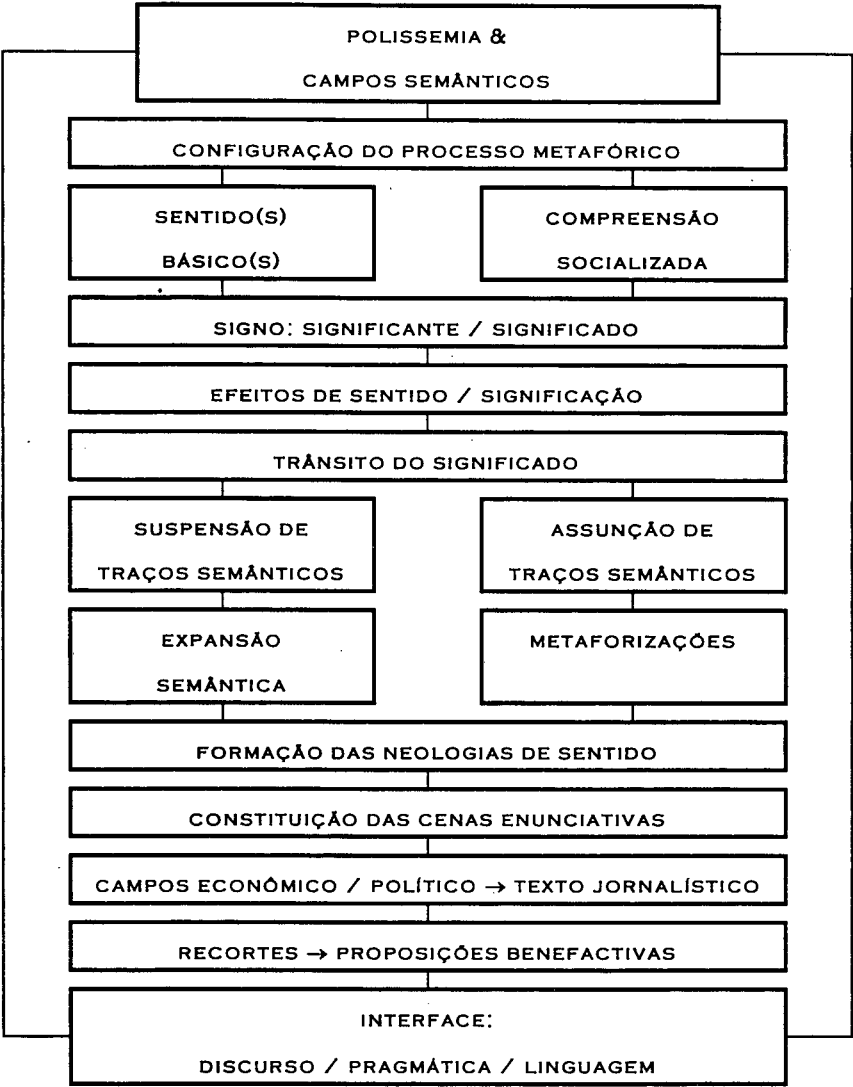 POLISSEMIA &
CAMPOS SEMÂNTICOS
CONFIGURAÇÃO DO PROCESSO METAFÓRICO
SENTIDO(S)
BÁSICO(S)
COMPREENSÃO
SOCIALIZADA
SIGNO: SIGNIFICANTE / SIGNIFICADO
EFEITOS DE SENTIDO / SIGNIFICAÇÃO
TRÂNSITO DO SIGNIFICADO
SUSPENSÃO DE
TRAÇOS SEMÂNTICOS
ASSUNÇÃO DE
TRAÇOS SEMÂNTICOS
EXPANSÃO
SEMÂNTICA
METAFORIZAÇÕES
FORMAÇÃO DAS NEOLOGIAS DE SENTIDO
CONSTITUIÇÃO DAS CENAS ENUNCIATIVAS
CAMPOS ECONÔMICO / POLÍTICO → TEXTO JORNALÍSTICO
RECORTES → PROPOSIÇÕES BENEFACTIVAS
INTERFACE:
DISCURSO / PRAGMÁTICA / LINGUAGEM